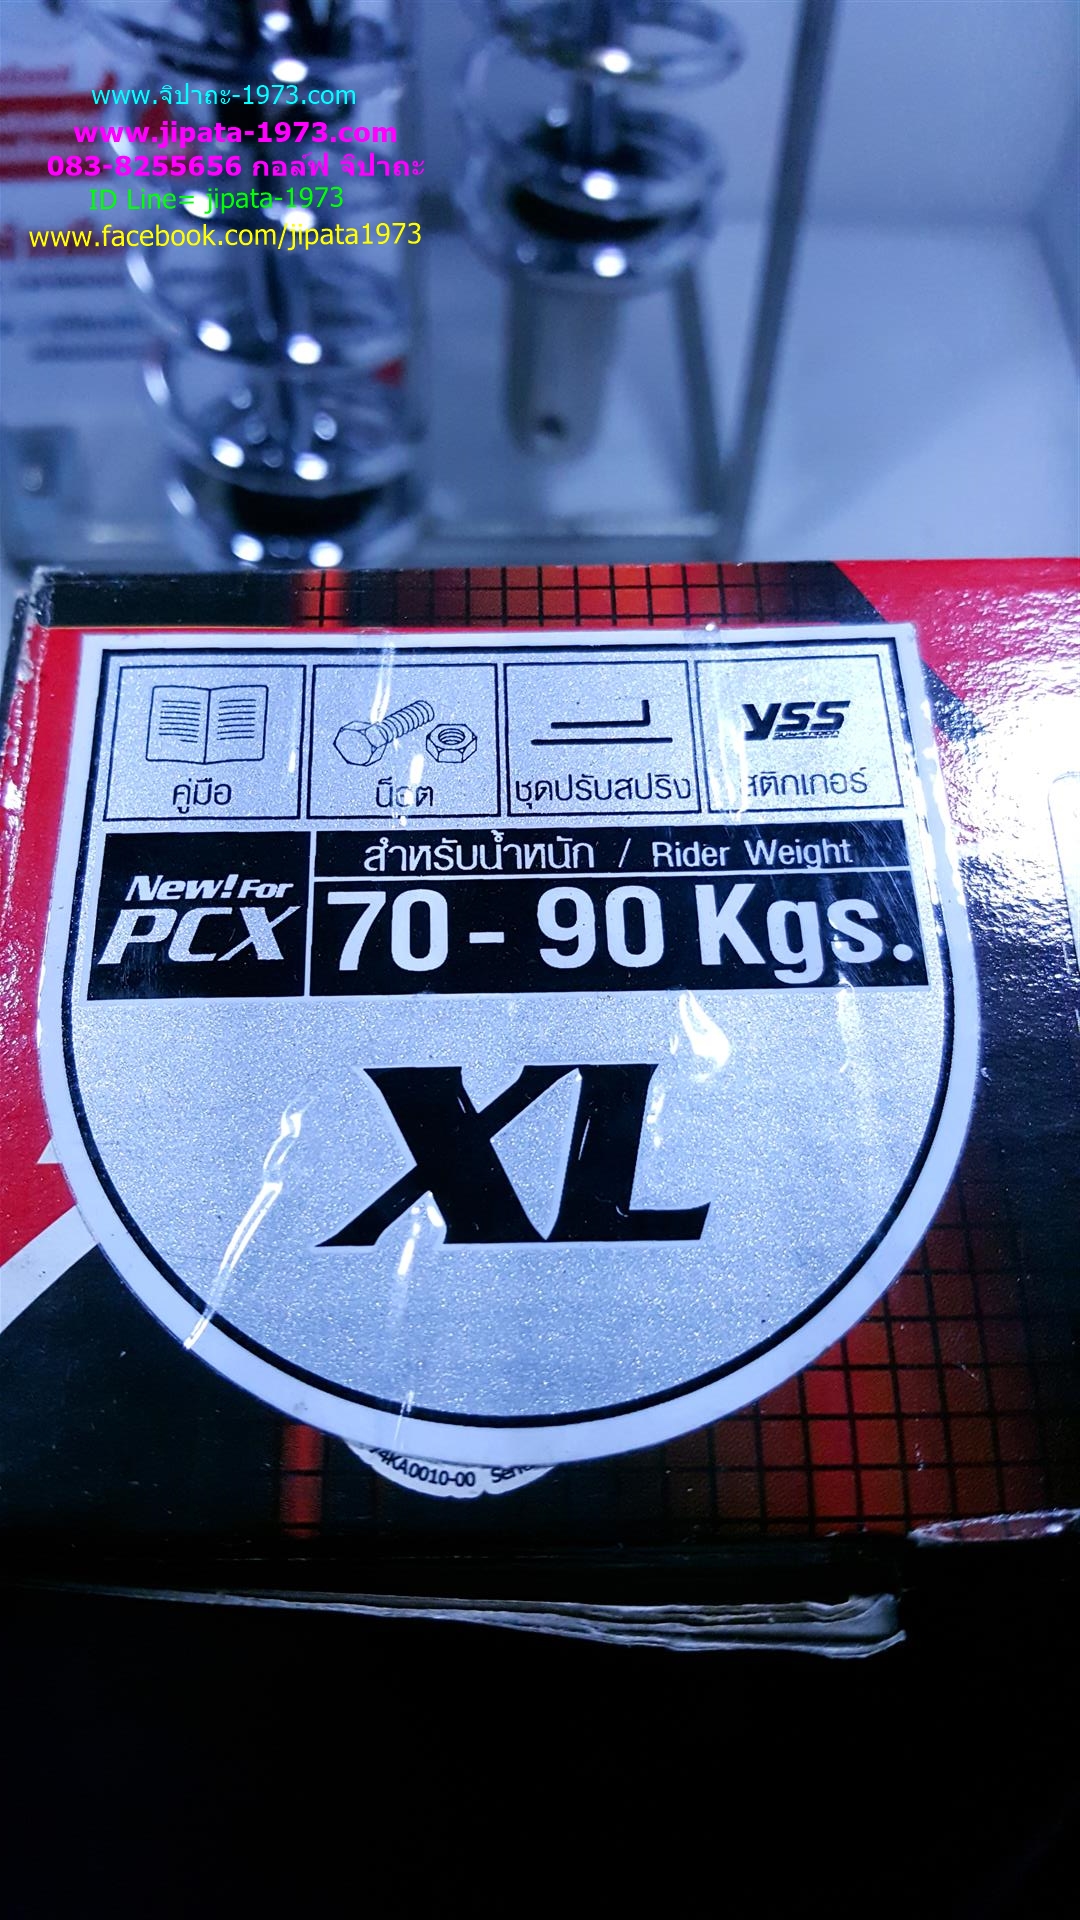 www.จิปาถะ-1973.com
www.jipata-1973.com
083-8255656 กอล์ฟ จิปาถะ
ID Line= jipata-1973
www.facebook.com/jipata1973
คู่มือ
น็อต
ชุดปรับสปริง
YSS
สติกเกอร์
New! For
PCX
สำหรับน้ำหนัก / Rider Weight
70 - 90 Kgs.
XL
4KA0010-00